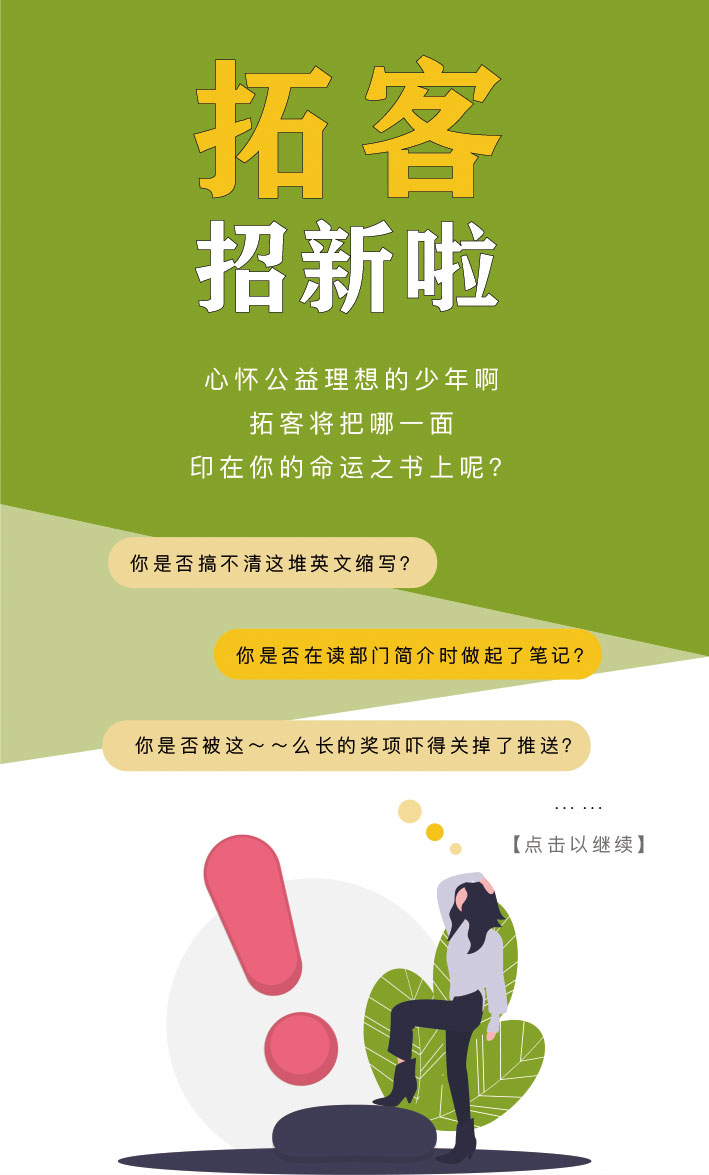 拓客
招新啦
心怀公益理想的少年啊
拓客将把哪一面
印在你的命运之书上呢?
你是否搞不清这堆英文缩写?
你是否在读部门简介时做起了笔记?
你是否被这~~么长的奖项吓得关掉了推送?
... ...
【点击以继续】